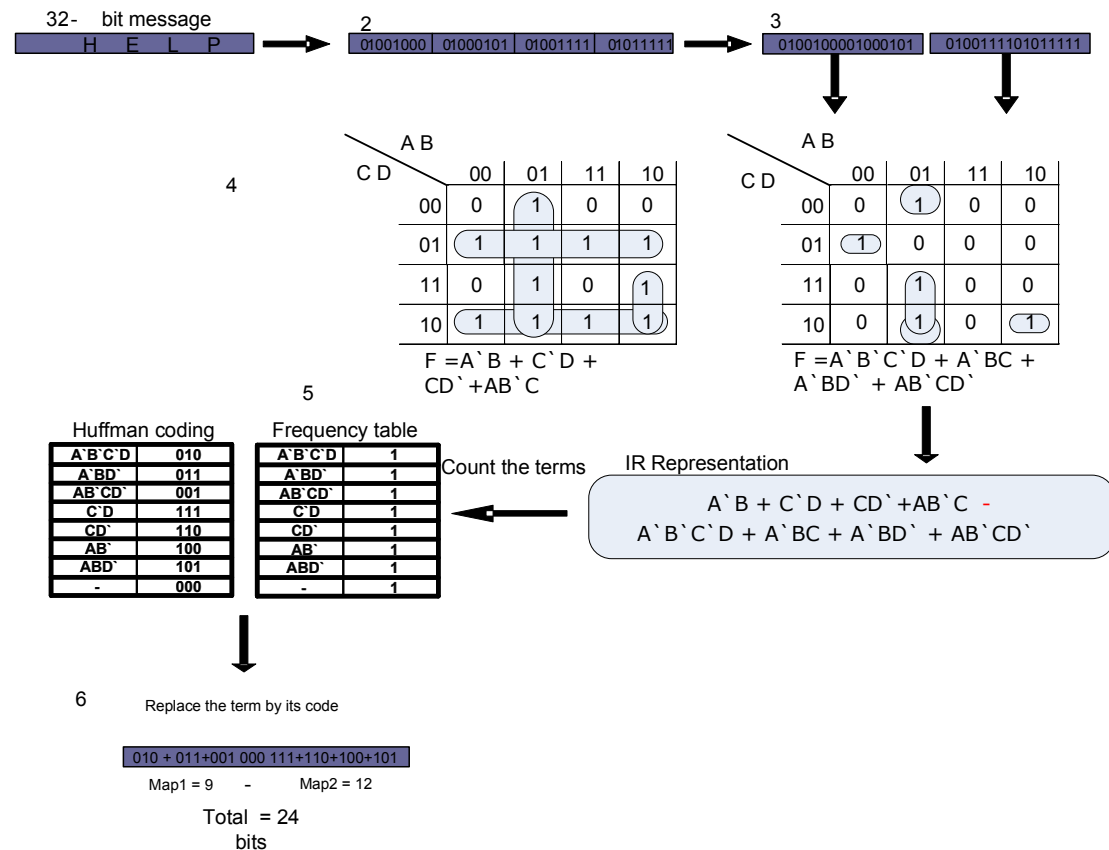 32- bit message
H E L P
2
01001000 01000101 01001111 01011111
3
0100100001000101 0100111101011111
4
A B
C D
00 01 11 10
00 0 1 0 0
01 1 1 1 1
11 0 1 0 1
10 1 1 1 1
F =A`B + C`D +
CD`+AB`C
A B
C D
00 01 11 10
00 0 1 0 0
01 1 0 0 0
11 0 1 0 0
10 0 1 0 1
F =A`B`C`D + A`BC +
A`BD` + AB`CD`
5
Huffman coding
A`B`C`D 010
A`BD` 011
AB`CD` 001
C`D 111
CD` 110
AB` 100
ABD` 101
- 000
Frequency table
A`B`C`D 1
A`BD` 1
AB`CD` 1
C`D 1
CD` 1
AB` 1
ABD` 1
- 1
Count the terms
IR Representation
A`B + C`D + CD`+AB`C -
A`B`C`D + A`BC + A`BD` + AB`CD`
6
Replace the term by its code
010 + 011+001 000 111+110+100+101
Map1 = 9 - Map2 = 12
Total = 24
bits